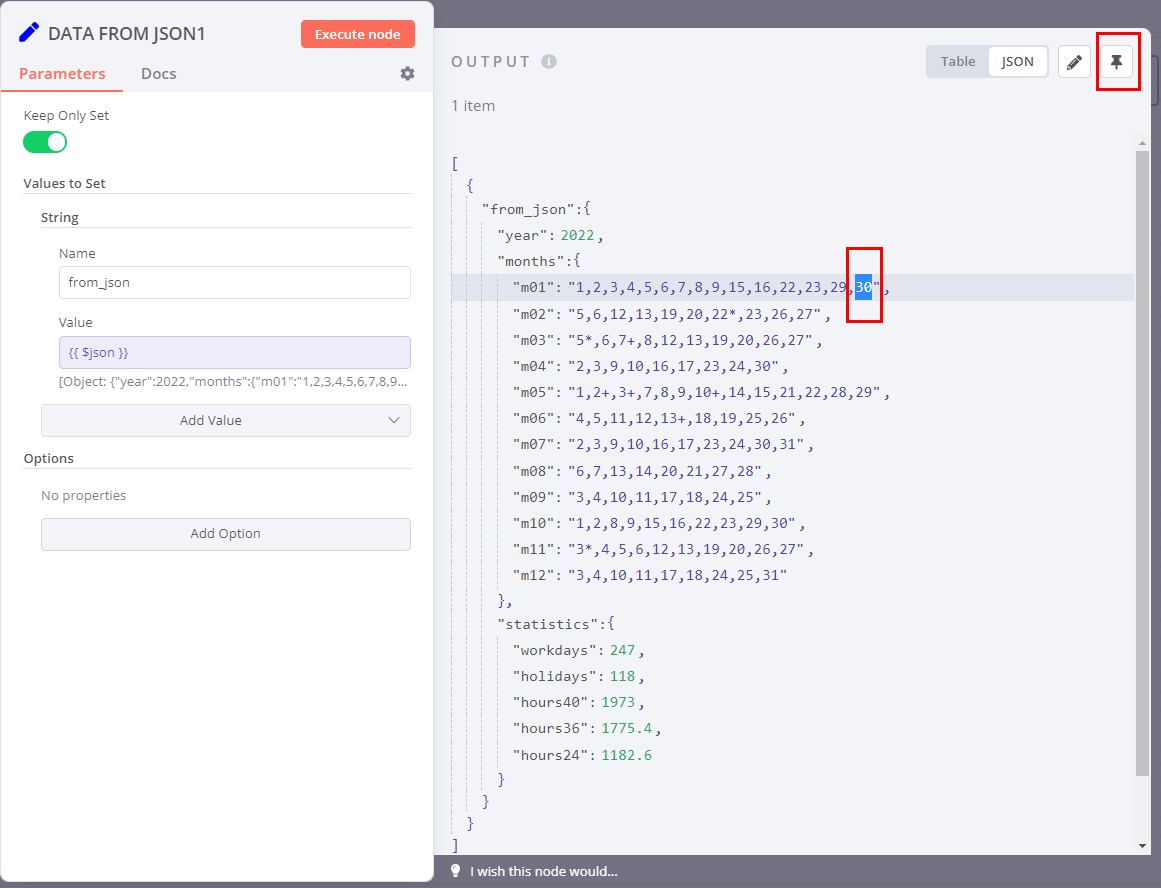 DATA FROM JSON1
Execute node
Parameters
Docs
Keep Only Set
Values to Set
String
Name
from_json
Value
{{ $json }}
[Object: {"year":2022,"months":{"m01":"1,2,3,4,5,6,7,8,9...
Add Value
Options
No properties
Add Option
OUTPUT
Table
JSON
1 item
[
{
"from_json":{
"year": 2022,
"months":{
"m01": "1,2,3,4,5,6,7,8,9,15,16,22,23,29,30",
"m02": "5,6,12,13,19,20,22*,23,26,27",
"m03": "5*,6,7+,8,12,13,19,20,26,27",
"m04": "2,3,9,10,16,17,23,24,30",
"m05": "1,2+,3+,7,8,9,10+,14,15,21,22,28,29",
"m06": "4,5,11,12,13+,18,19,25,26",
"m07": "2,3,9,10,16,17,23,24,30,31",
"m08": "6,7,13,14,20,21,27,28",
"m09": "3,4,10,11,17,18,24,25",
"m10": "1,2,8,9,15,16,22,23,29,30",
"m11": "3*,4,5,6,12,13,19,20,26,27",
"m12": "3,4,10,11,17,18,24,25,31"
},
"statistics":{
"workdays": 247,
"holidays": 118,
"hours40": 1973,
"hours36": 1775.4,
"hours24": 1182.6
}
}
}
]
I wish this node would...